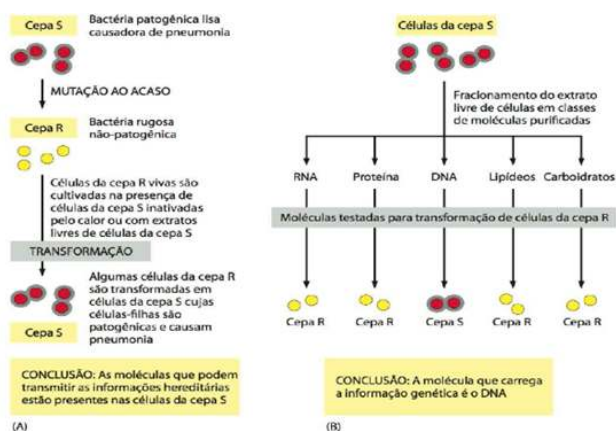 Cepa S
Bactéria patogênica lisa
causadora de pneumonia
MUTAÇÃO AO ACASO
Cepa R
Bactéria rugosa
não-patogênica
Células da cepa R vivas são
cultivadas na presença de
células da cepa S inativadas
pelo calor ou com extratos
livres de células da cepa S
TRANSFORMAÇÃO
Algumas células da cepa R
são transformadas em
células da cepa S cujas
células-filhas são
patogênicas e causam
pneumonia
Cepa S
CONCLUSÃO: As moléculas que podem
transmitir as informações hereditárias
estão presentes nas células da cepa S
(A)
Células da cepa S
Fracionamento do extrato
livre de células em classes
de moléculas purificadas
RNA Proteína DNA Lipídeos Carboidratos
Moléculas testadas para transformação de células da cepa R
Cepa R Cepa R Cepa S Cepa R Cepa R
CONCLUSÃO: A molécula que carrega
a informação genética é o DNA
(B)